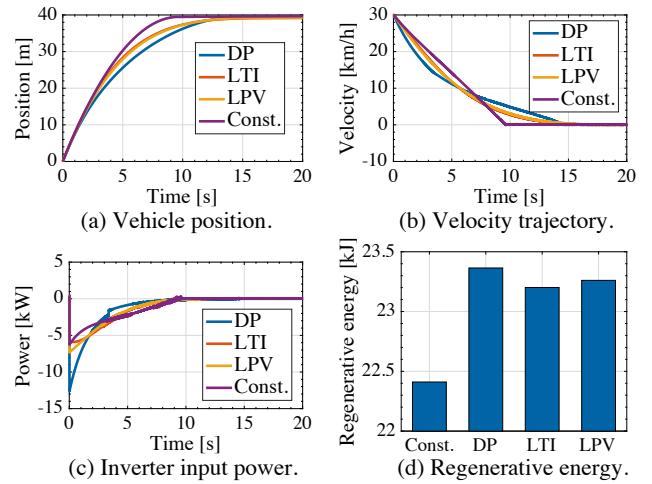 40
30
20
10
0
Position [m]
DP
LTI
LPV
Const.
0 5 10 15 20
Time [s]
(a) Vehicle position.
30
20
10
0
-10
Velocity [km/h]
DP
LTI
LPV
Const.
0 5 10 15 20
Time [s]
(b) Velocity trajectory.
5
0
-5
-10
-15
Power [kW]
DP
LTI
LPV
Const.
0 5 10 15 20
Time [s]
(c) Inverter input power.
23.5
23
22.5
22
Regenerative energy [kJ]
Const. DP LTI LPV
(d) Regenerative energy.